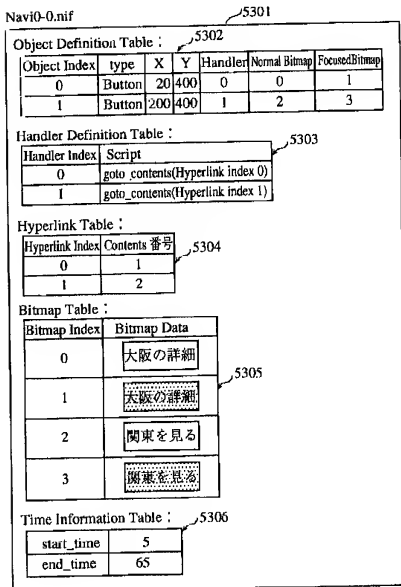 Navi0-0.nif
5301
Object Definition Table :
5302
Object Index type X Y Handler Normal Bitmap FocusedBitmap
0 Button 20 400 0 0 1
1 Button 200 400 1 2 3
Handler Definition Table :
5303
Handler Index Script
0 goto_contents(Hyperlink index 0)
1 goto_contents(Hyperlink index 1)
Hyperlink Table :
Hyperlink Index Contents 番号
5304
0 1
1 2
Bitmap Table :
Bitmap Index Bitmap Data
0 大阪の詳細
5305
1 大阪の詳細
2 関東を見る
3 関東を見る
Time Information Table :
5306
start_time 5
end_time 65